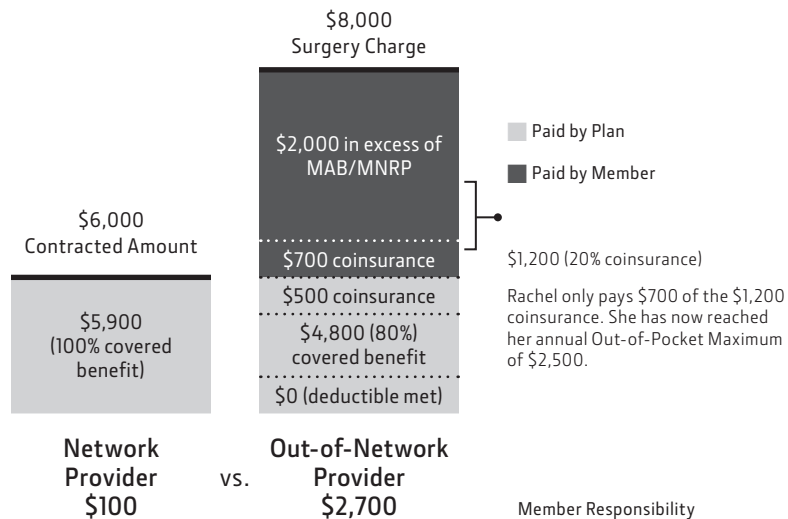 $8,000
Surgery Charge
$2,000 in excess of
MAB/MNRP
Paid by Plan
Paid by Member
$6,000
Contracted Amount
$700 coinsurance
$1,200 (20% coinsurance)
$500 coinsurance
Rachel only pays $700 of the $1,200
coinsurance. She has now reached
her annual Out-of-Pocket Maximum
of $2,500.
$5,900
(100% covered
benefit)
$4,800 (80%)
covered benefit
$0 (deductible met)
Network
Provider
$100
vs.
Out-of-Network
Provider
$2,700
Member Responsibility